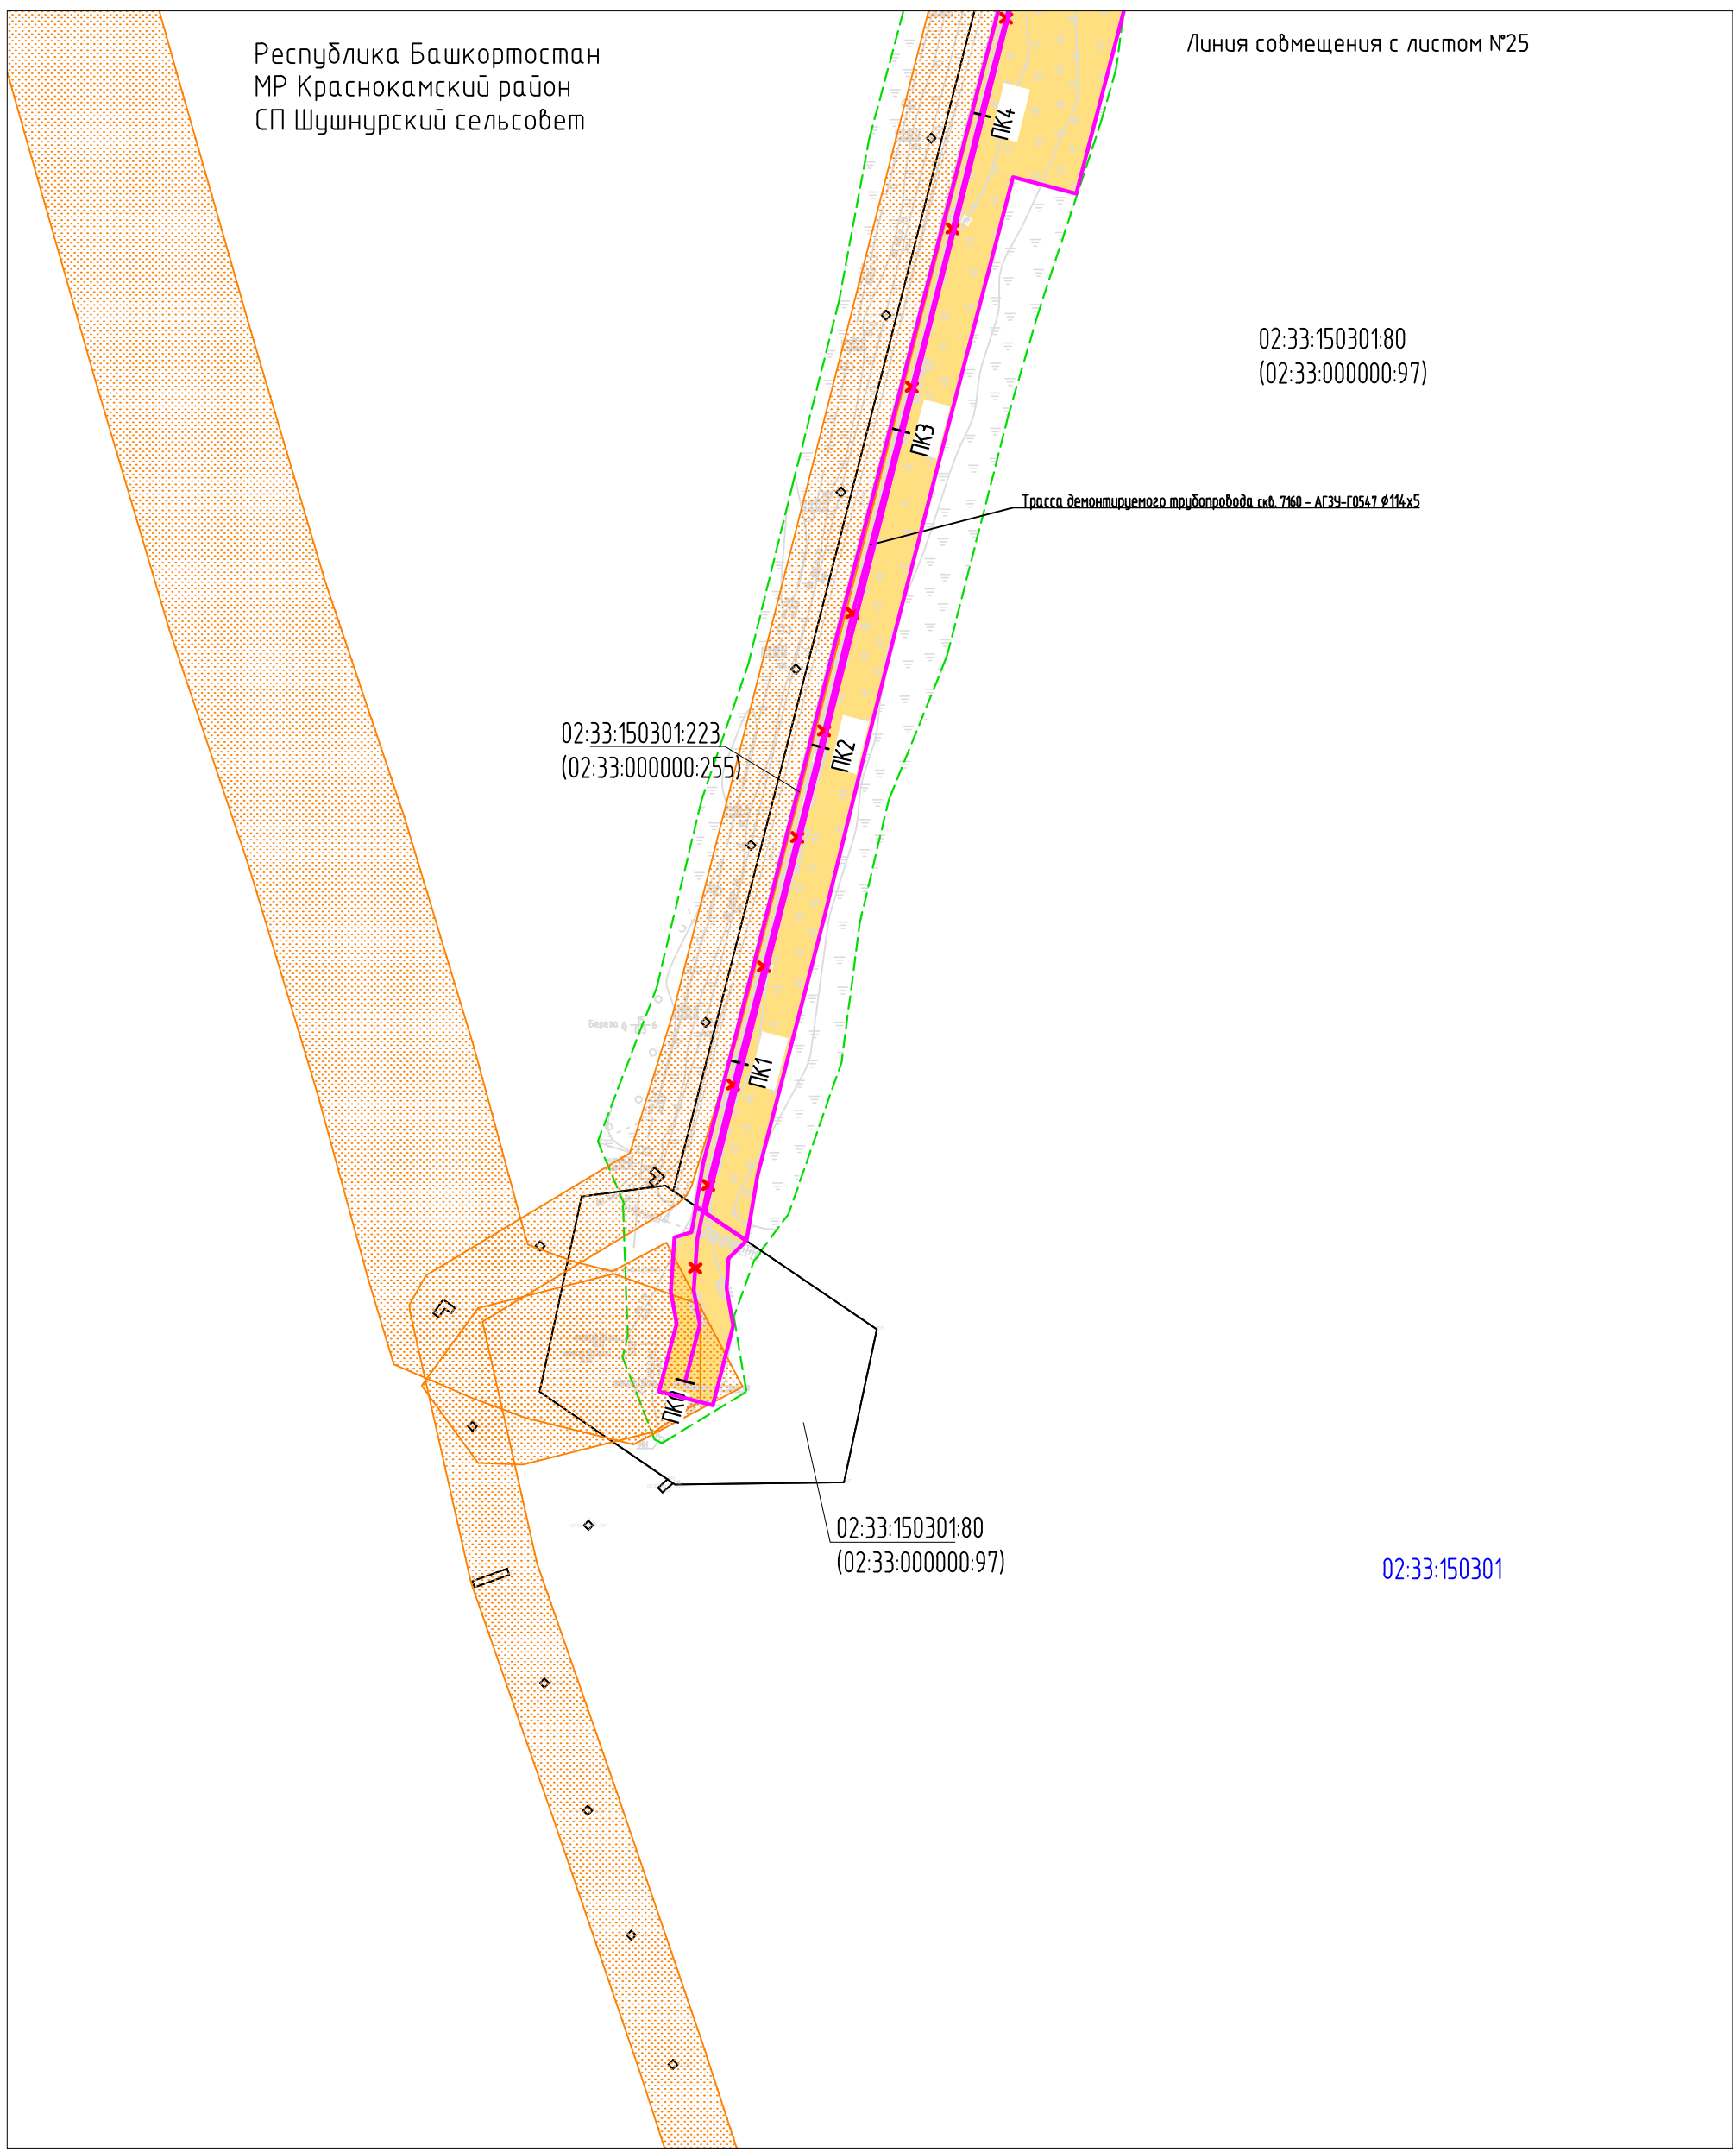 Республика Башкортостан
МР Краснокамский район
СП Шушнурский сельсовет
Линия совмещения с листом №25
ПК4
02:33:150301:80
(02:33:000000:97)
ПК3
Трасса демонтируемого трубопровода скв. 7160 - АГЗУ-Г0547 Ø114х5
02:33:150301:223
(02:33:000000:255)
ПК2
Береза
ПК1
ПК0
02:33:150301:80
(02:33:000000:97)
02:33:150301